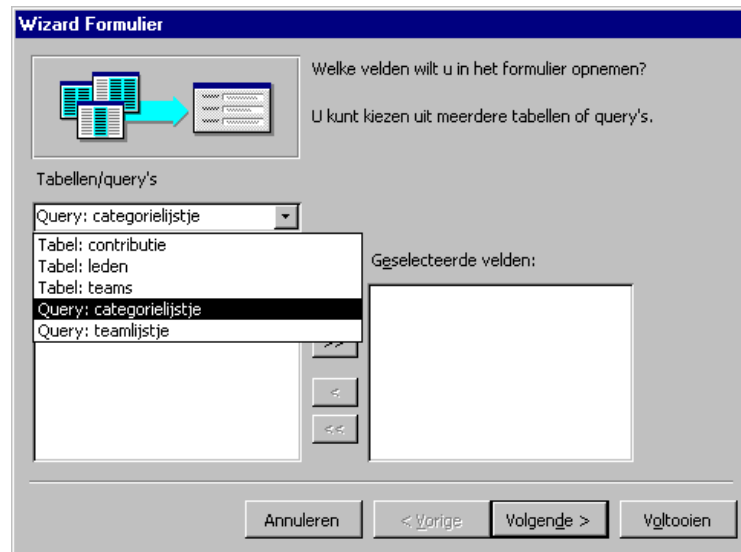 Wizard Formulier
Welke velden wilt u in het formulier opnemen?
U kunt kiezen uit meerdere tabellen of query's.
Tabellen/query's
Query: categorielijstje
Tabel: contributie
Tabel: leden
Tabel: teams
Query: categorielijstje
Query: teamlijstje
Geselecteerde velden:
>>
<
<<
Annuleren
< Vorige
Volgende >
Voltooien